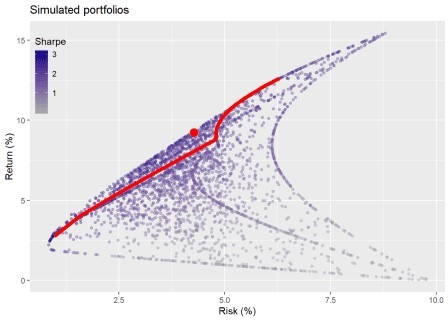 Simulated portfolios
Return (%)
15
10
5
0
Sharpe
3
2
1
2.5
5.0
7.5
10.0
Risk (%)